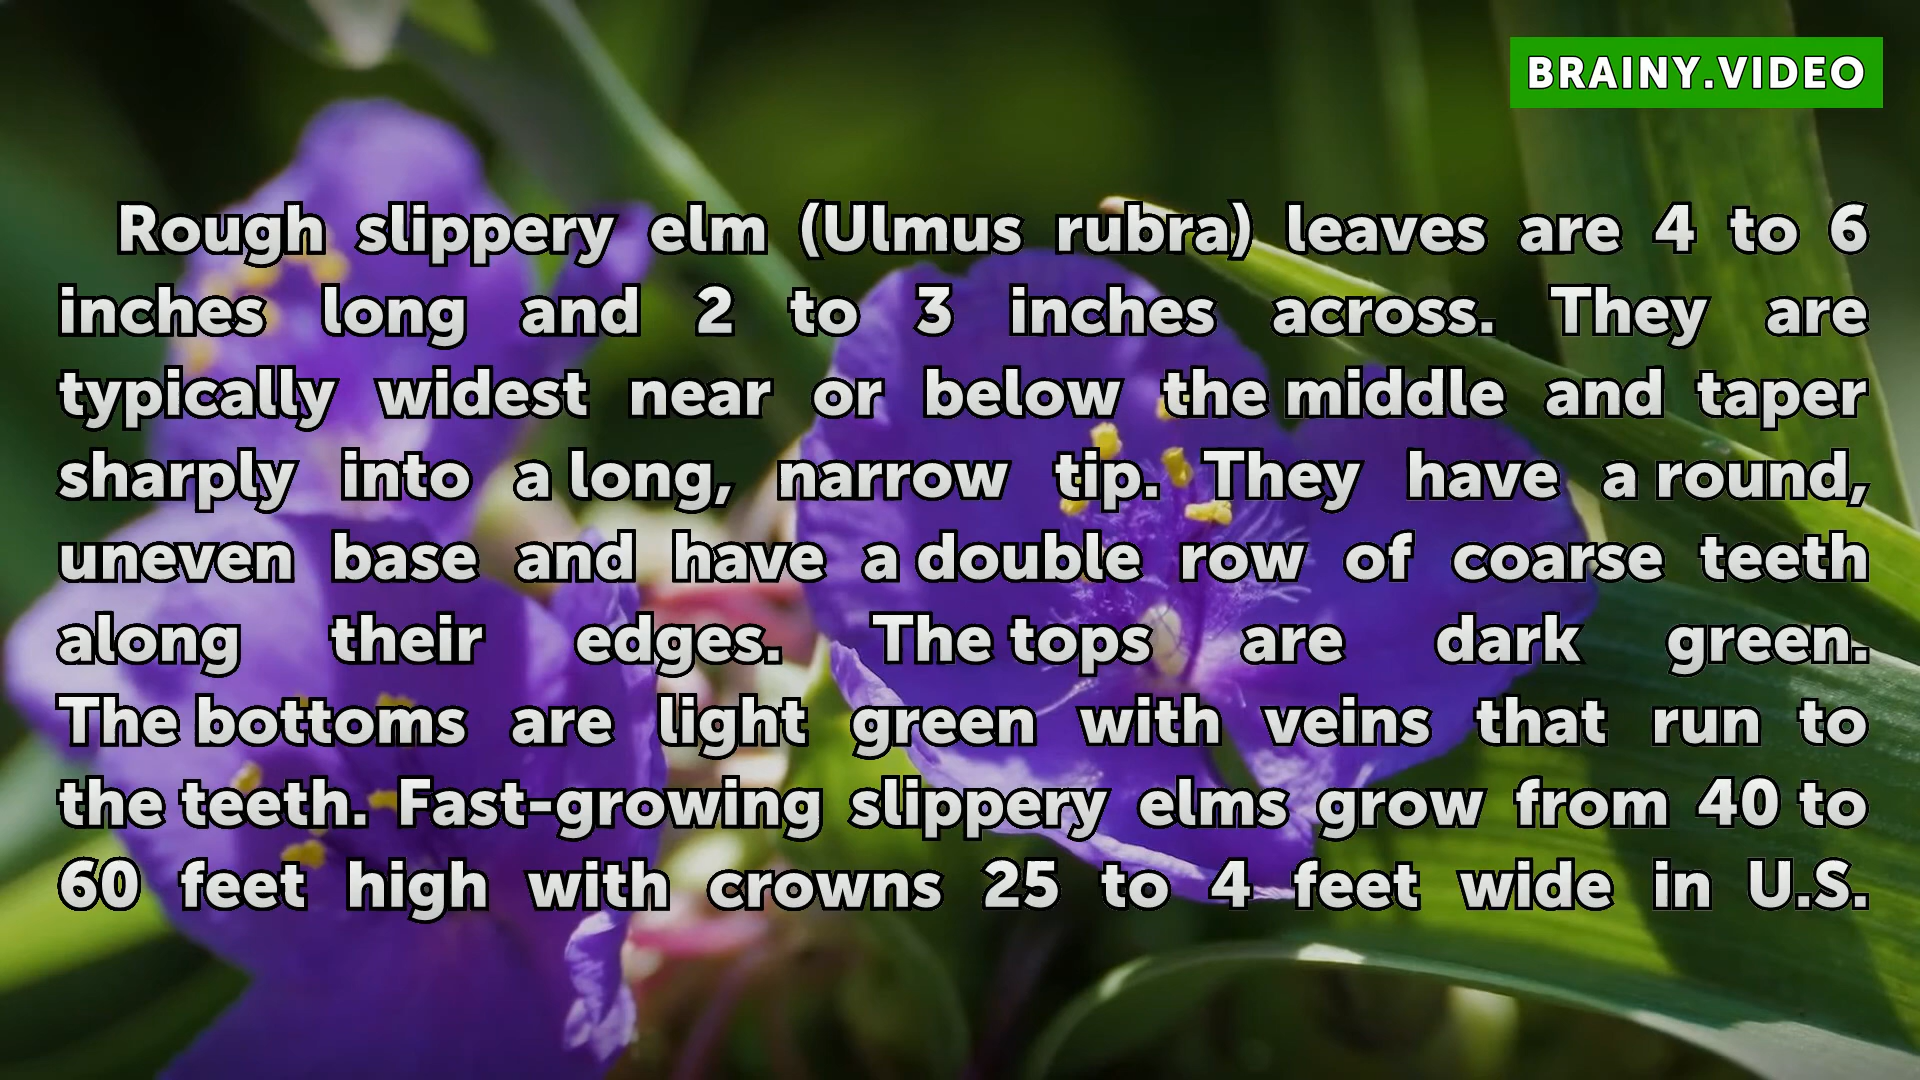 BRAINY.VIDEO
Rough slippery elm (Ulmus rubra) leaves are 4 to 6
inches long and 2 to 3 inches across. They are
typically widest near or below the middle and taper
sharply into a long, narrow tip. They have a round,
uneven base and have a double row of coarse teeth
along their edges. The tops are dark green.
The bottoms are light green with veins that run to
the teeth. Fast-growing slippery elms grow from 40 to
60 feet high with crowns 25 to 4 feet wide in U.S.